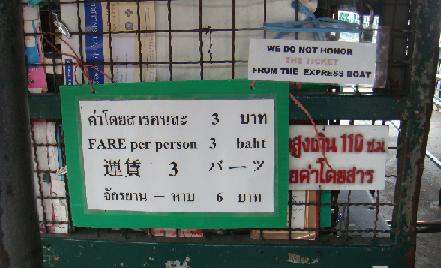 WE DO NOT HONOR
THE TICKET
FROM THE EXPRESS BOAT
ค่าโดยสารคนละ 3 บาท
FARE per person 3 baht
運賃 3 バーツ
จักรยาน - หาบ 6 บาท
สูงเกิน 110 ซ.ม.
ค่าโดยสาร